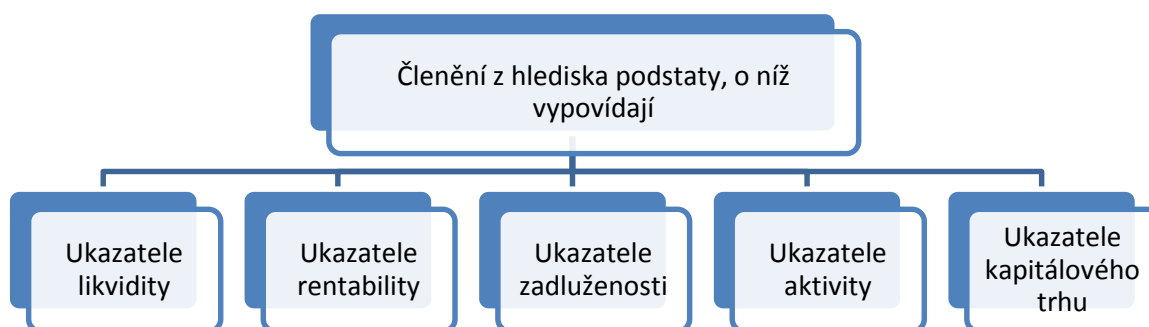 Členění z hlediska podstaty, o níž
vypovídají
Ukazatele
likvidity
Ukazatele
rentability
Ukazatele
zadluženosti
Ukazatele
aktivity
Ukazatele
kapitálového
trhu